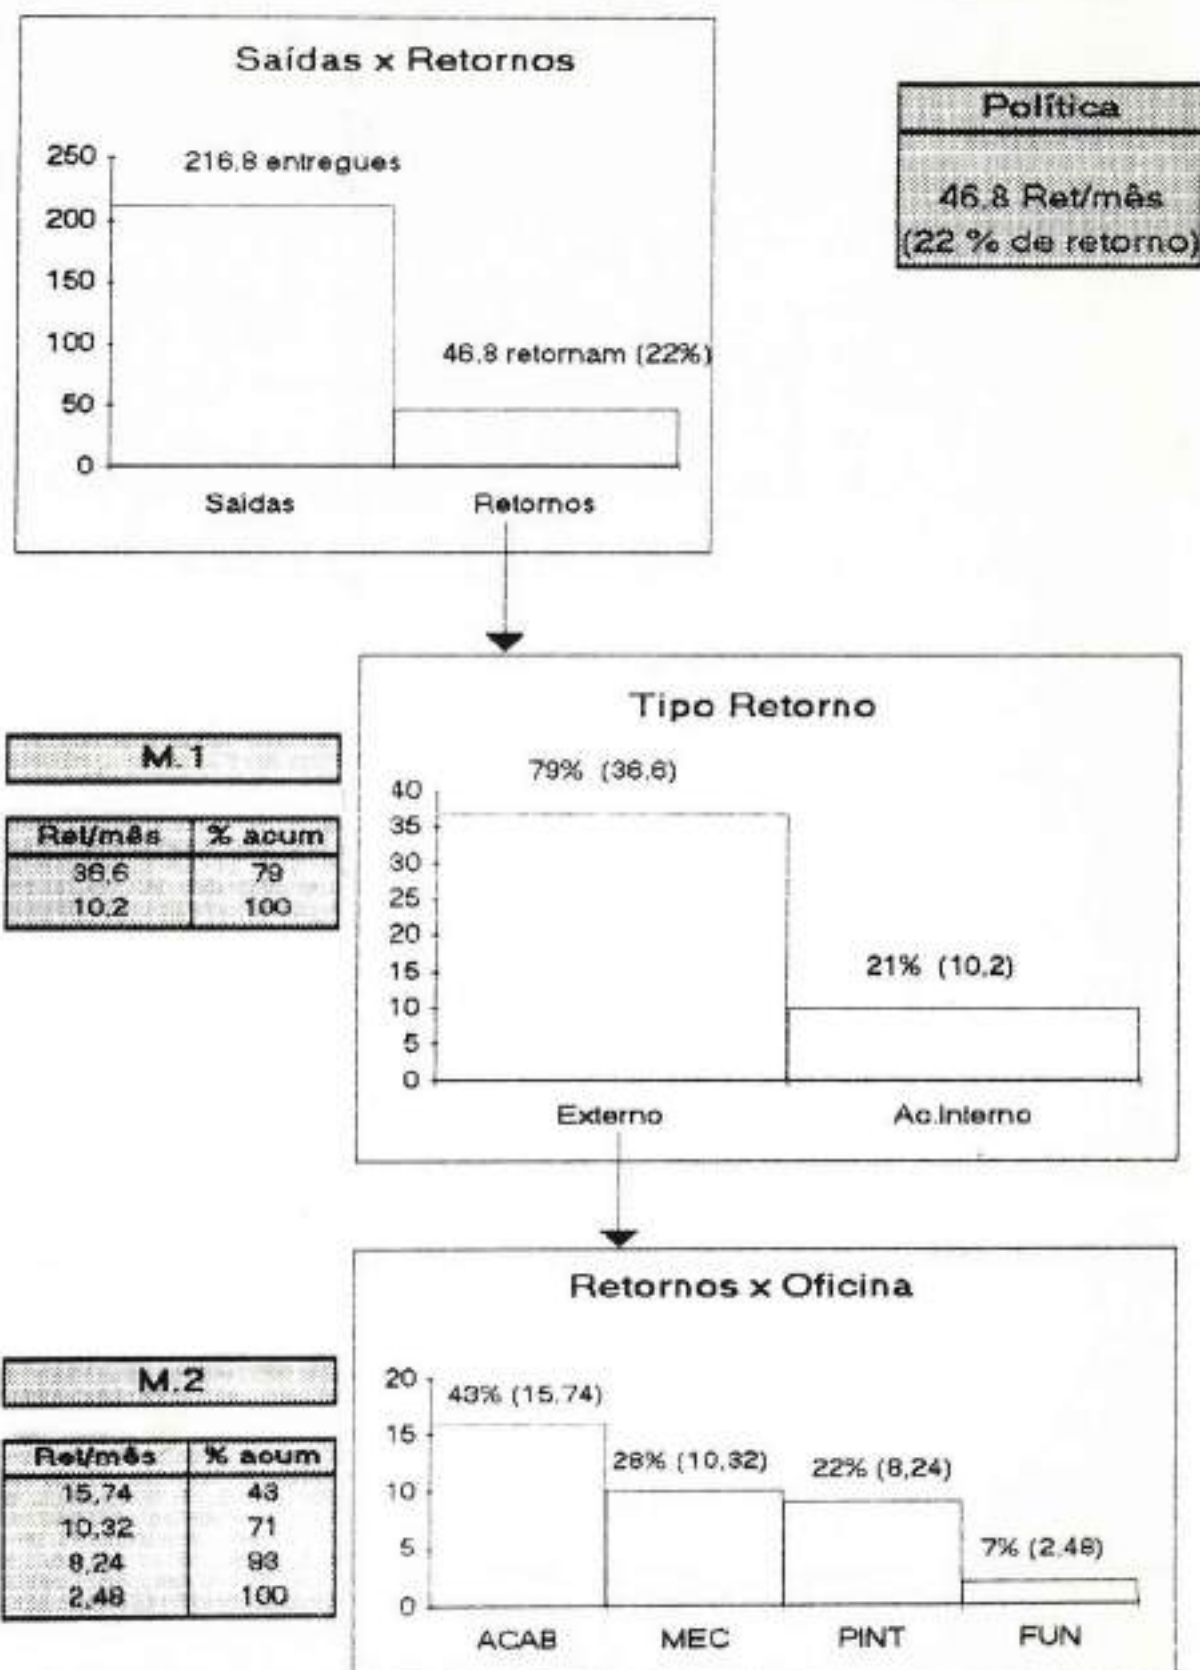 Saídas x Retornos
250
216,8 entregues
200
150
100
46,8 retornam (22%)
50
0
Saídas
Retornos
Política
46,8 Ret/mês
(22 % de retorno)
Tipo Retorno
79% (36,6)
40
35
30
25
20
15
21% (10,2)
10
5
0
Externo
Ac.Interno
M.1
Ret/mês % acum
36,6 79
10,2 100
Retornos x Oficina
20
43% (15,74)
15
28% (10,32)
22% (8,24)
10
5
7% (2,48)
0
ACAB
MEC
PINT
FUN
M.2
Ret/mês % acum
15,74 43
10,32 71
8,24 93
2,48 100